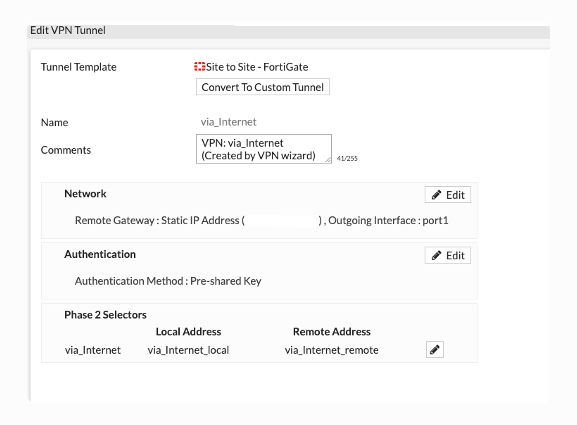 Edit VPN Tunnel
Tunnel Template Site to Site - FortiGate
Convert To Custom Tunnel
Name via_Internet
Comments VPN: via_Internet
(Created by VPN wizard) 41/255
Network Edit
Remote Gateway : Static IP Address ( ) , Outgoing Interface : port1
Authentication Edit
Authentication Method : Pre-shared Key
Phase 2 Selectors
Local Address Remote Address
via_Internet via_Internet_local via_Internet_remote